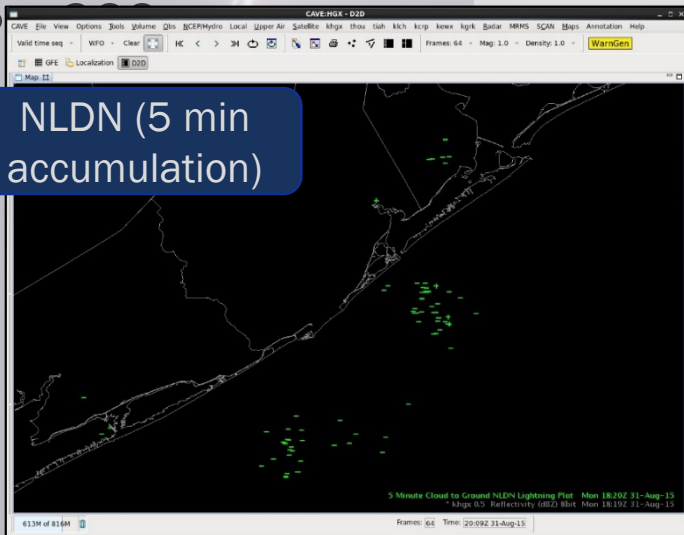 CAVE:HGX - D2D
CAVE File View Options Tools Volume Obs NCEP/Hydro Local Upper Air Satellite khgx thou tiah klch kcrp kewx kgrk Radar MRMS SCAN Maps Annotation Help
Valid time seq WFO Clear Frames: 64 Mag: 1.0 Density: 1.0 WarnGen
GFE Localization D2D
Map
NLDN (5 min
accumulation)
5 Minute Cloud to Ground NLDN Lightning Plot Mon 18:20Z 31-Aug-15
* khgx 0.5 Reflectivity (dBZ) 8bit Mon 18:19Z 31-Aug-15
613M of 816M Frames: 64 Time: 20:09Z 31-Aug-15